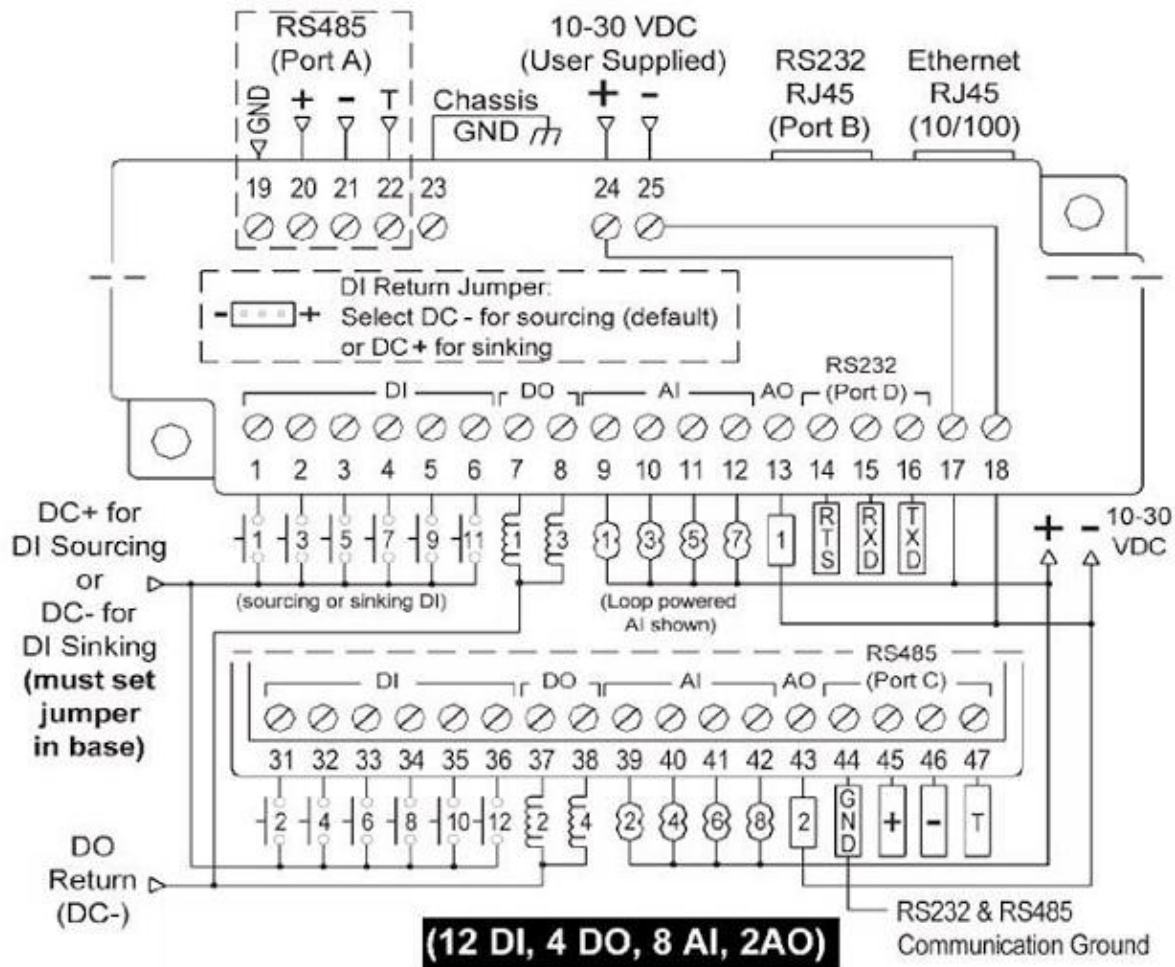 RS485
(Port A)
10-30 VDC
(User Supplied)
RS232
RJ45
(Port B)
Ethernet
RJ45
(10/100)
GND + - T
Chassis
GND
+ -
19 20 21 22 23 24 25
DI Return Jumper:
- + Select DC - for sourcing (default)
or DC+ for sinking
DI DO AI AO
RS232
(Port D)
1 2 3 4 5 6 7 8 9 10 11 12 13 14 15 16 17 18
1 3 5 7 9 11 1 3 1 3 5 7 1 RTS RXD TXD
+ - 10-30
VDC
DC+ for
DI Sourcing
or
DC- for
DI Sinking
(must set
jumper
in base)
(sourcing or sinking DI)
(Loop powered
AI shown)
DI DO AI AO
RS485
(Port C)
31 32 33 34 35 36 37 38 39 40 41 42 43 44 45 46 47
2 4 6 8 10 12 2 4 2 4 6 8 2 GND + - T
DO
Return
(DC-)
RS232 & RS485
Communication Ground
(12 DI, 4 DO, 8 AI, 2AO)